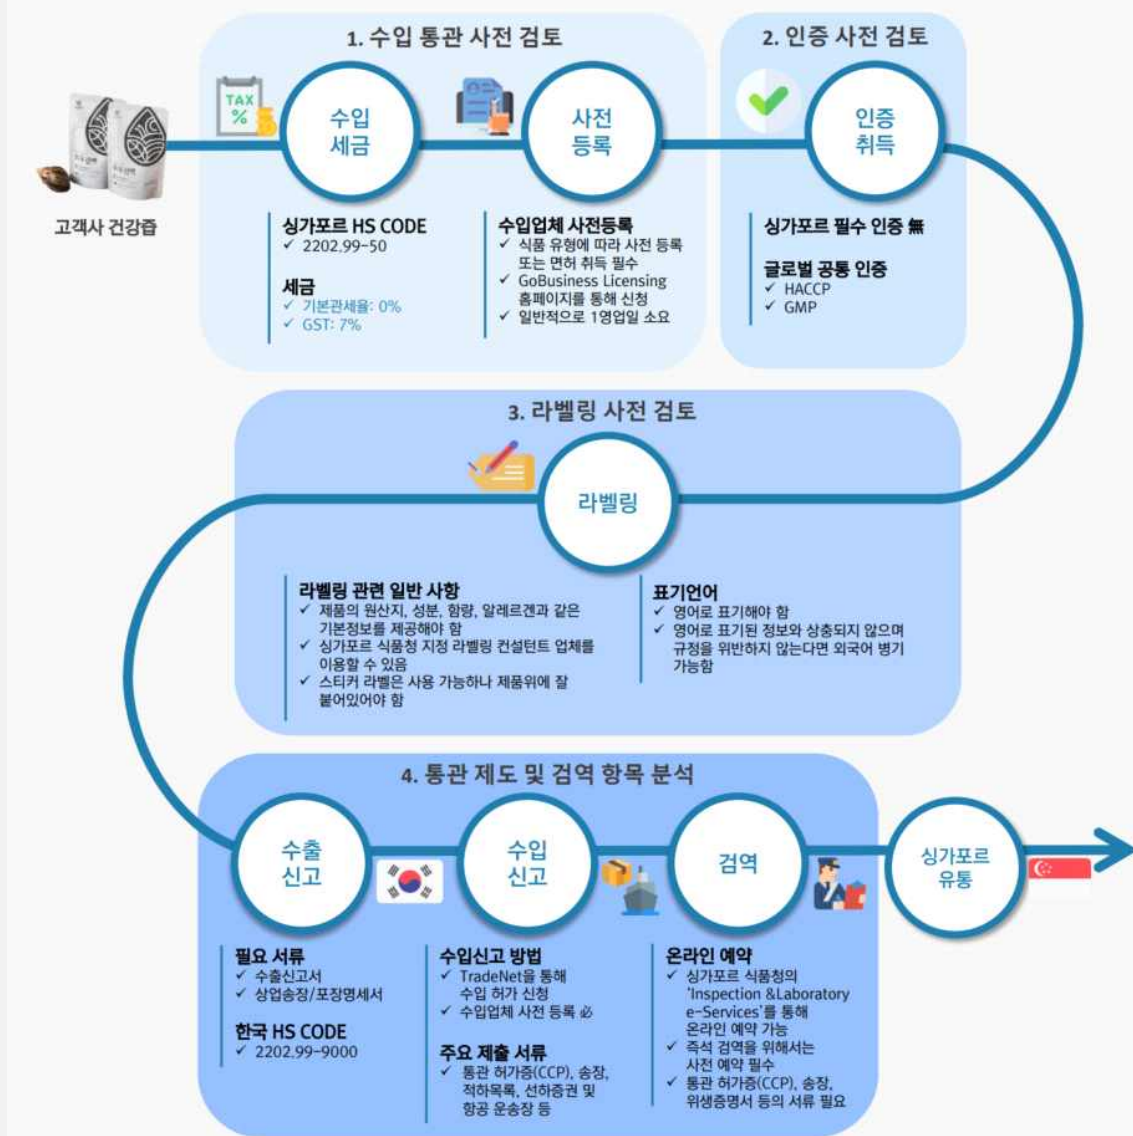 1. 수입 통관 사전 검토
TAX
%
수입
세금
사전
등록
고객사 건강즙
싱가포르 HS CODE
✓ 2202.99-50
세금
✓ 기본관세율: 0%
✓ GST: 7%
수입업체 사전등록
✓ 식품 유형에 따라 사전 등록
또는 면허 취득 필수
✓ GoBusiness Licensing
홈페이지를 통해 신청
✓ 일반적으로 1영업일 소요
2. 인증 사전 검토
인증
취득
싱가포르 필수 인증 無
글로벌 공통 인증
✓ HACCP
✓ GMP
3. 라벨링 사전 검토
라벨링
라벨링 관련 일반 사항
✓ 제품의 원산지, 성분, 함량, 알레르겐과 같은
기본정보를 제공해야 함
✓ 싱가포르 식품청 지정 라벨링 컨설턴트 업체를
이용할 수 있음
✓ 스티커 라벨은 사용 가능하나 제품위에 잘
붙어있어야 함
표기언어
✓ 영어로 표기해야 함
✓ 영어로 표기된 정보와 상충되지 않으며
규정을 위반하지 않는다면 외국어 병기
가능함
4. 통관 제도 및 검역 항목 분석
수출
신고
수입
신고
검역
싱가포르
유통
필요 서류
✓ 수출신고서
✓ 상업송장/포장명세서
한국 HS CODE
✓ 2202.99-9000
수입신고 방법
✓ TradeNet을 통해
수입 허가 신청
✓ 수입업체 사전 등록 必
주요 제출 서류
✓ 통관 허가증(CCP), 송장,
적하목록, 선하증권 및
항공 운송장 등
온라인 예약
✓ 싱가포르 식품청의
'Inspection &Laboratory
e-Services'를 통해
온라인 예약 가능
✓ 즉석 검역을 위해서는
사전 예약 필수
✓ 통관 허가증(CCP), 송장,
위생증명서 등의 서류 필요